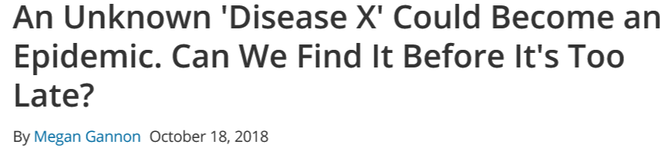 An Unknown 'Disease X' Could Become an
Epidemic. Can We Find It Before It's Too
Late?
By Megan Gannon October 18, 2018